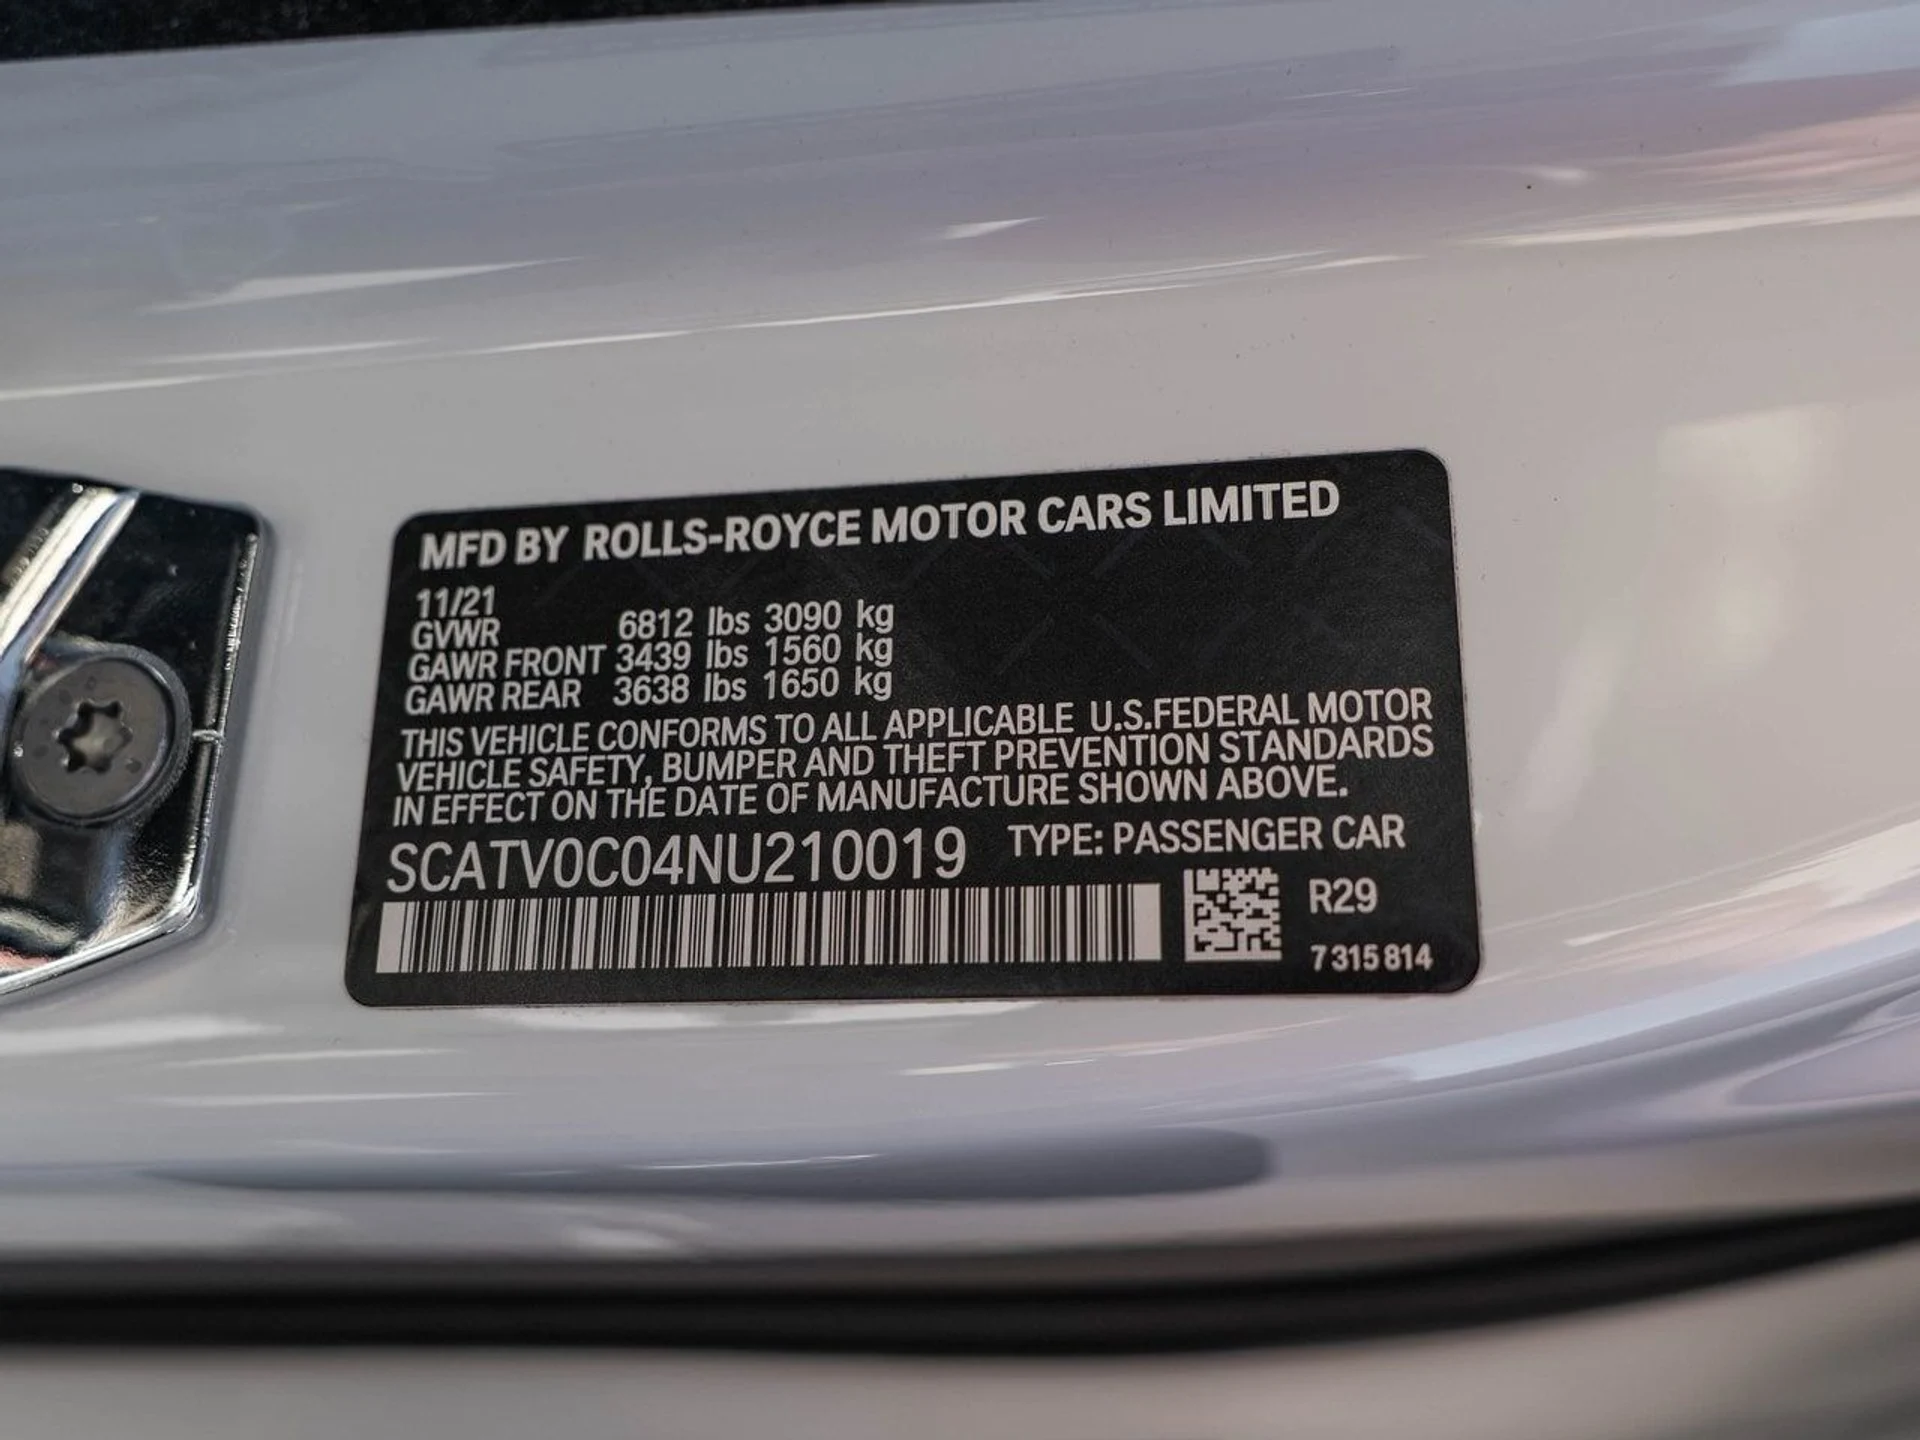 MFD BY ROLLS-ROYCE MOTOR CARS LIMITED
11/21
GVWR 6812 lbs 3090 kg
GAWR FRONT 3439 lbs 1560 kg
GAWR REAR 3638 lbs 1650 kg
THIS VEHICLE CONFORMS TO ALL APPLICABLE U.S.FEDERAL MOTOR
VEHICLE SAFETY, BUMPER AND THEFT PREVENTION STANDARDS
IN EFFECT ON THE DATE OF MANUFACTURE SHOWN ABOVE.
SCATV0C04NU210019 TYPE: PASSENGER CAR
R29
7 315 814